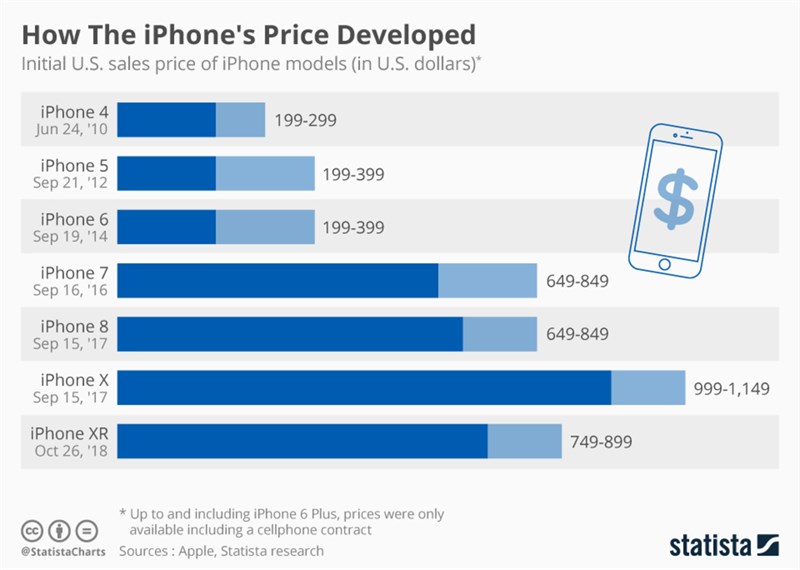 How The iPhone's Price Developed
Initial U.S. sales price of iPhone models (in U.S. dollars)*
iPhone 4
Jun 24, '10
199-299
iPhone 5
Sep 21, '12
199-399
iPhone 6
Sep 19, '14
199-399
iPhone 7
Sep 16, '16
649-849
iPhone 8
Sep 15, '17
649-849
iPhone X
Sep 15, '17
999-1,149
iPhone XR
Oct 26, '18
749-899
$
* Up to and including iPhone 6 Plus, prices were only
available including a cellphone contract
cc
@StatistaCharts
Sources : Apple, Statista research
statista